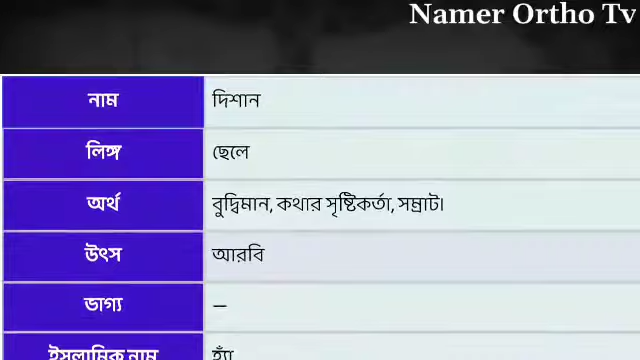 Namer Ortho Tv
নাম দিশান
লিঙ্গ ছেলে
অর্থ বুদ্বিমান, কথার সৃষ্টিকর্তা, সম্রাট।
উৎস আরবি
ভাগ্য –
ইসলামিক নাম হ্যাঁ